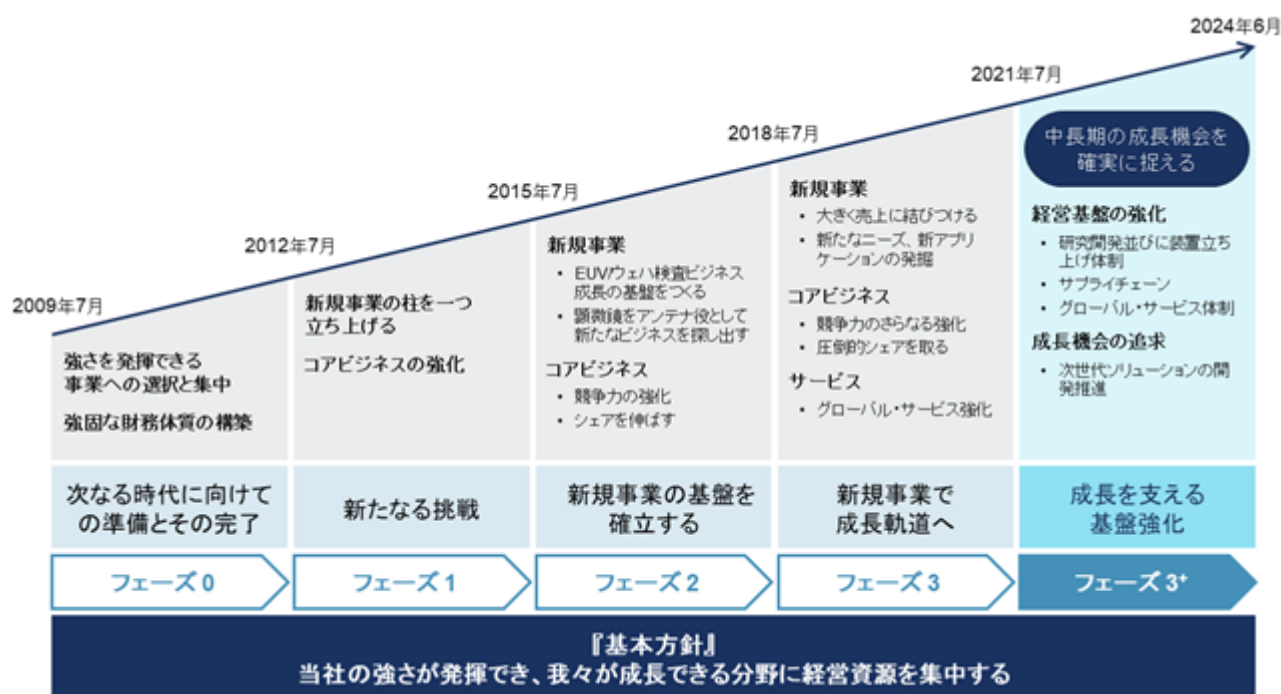 2009年7月
強さを発揮できる
事業への選択と集中
強固な財務体質の構築
次なる時代に向けて
の準備とその完了
フェーズ 0
2012年7月
新規事業の柱を一つ
立ち上げる
コアビジネスの強化
新たなる挑戦
フェーズ 1
2015年7月
新規事業
• EUV/ウェハ検査ビジネス
成長の基盤をつくる
• 顕微鏡をアンテナ役として
新たなビジネスを探し出す
コアビジネス
• 競争力の強化
• シェアを伸ばす
新規事業の基盤を
確立する
フェーズ 2
2018年7月
新規事業
• 大きく売上に結びつける
• 新たなニーズ、新アプリ
ケーションの発掘
コアビジネス
• 競争力のさらなる強化
• 圧倒的シェアを取る
サービス
• グローバル・サービス強化
新規事業で
成長軌道へ
フェーズ 3
2021年7月
2024年6月
中長期の成長機会を
確実に捉える
経営基盤の強化
• 研究開発並びに装置立ち
上げ体制
• サプライチェーン
• グローバル・サービス体制
成長機会の追求
• 次世代ソリューションの開
発推進
成長を支える
基盤強化
フェーズ 3⁺
『基本方針』
当社の強さが発揮でき、我々が成長できる分野に経営資源を集中する